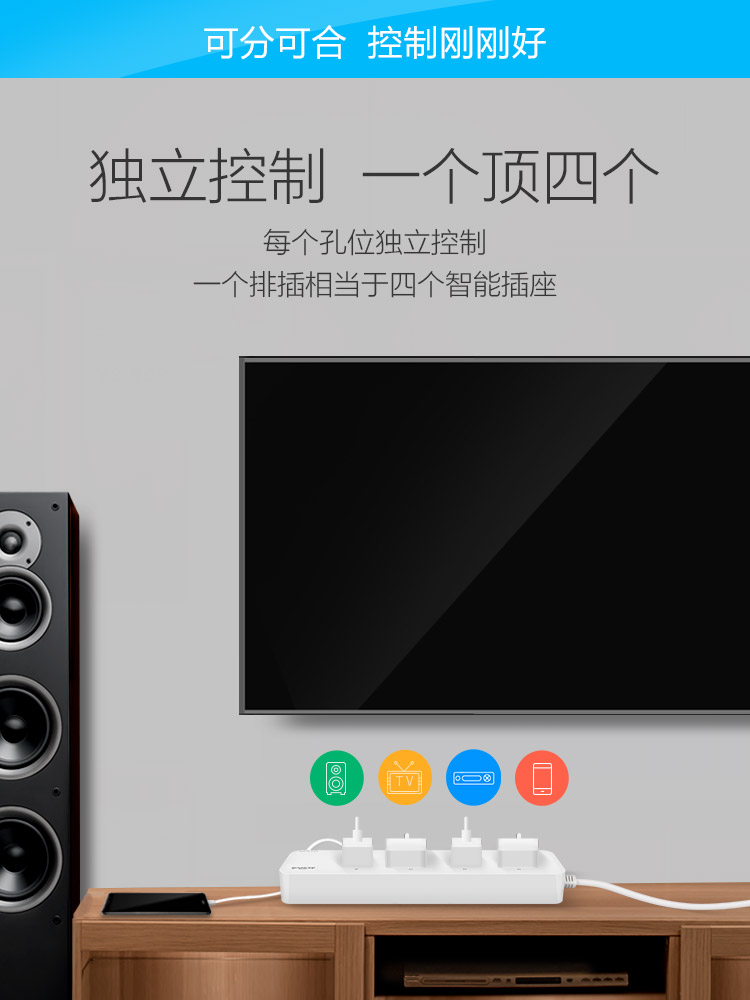 可分可合 控制刚刚好
独立控制 一个顶四个
每个孔位独立控制
一个排插相当于四个智能插座
TV